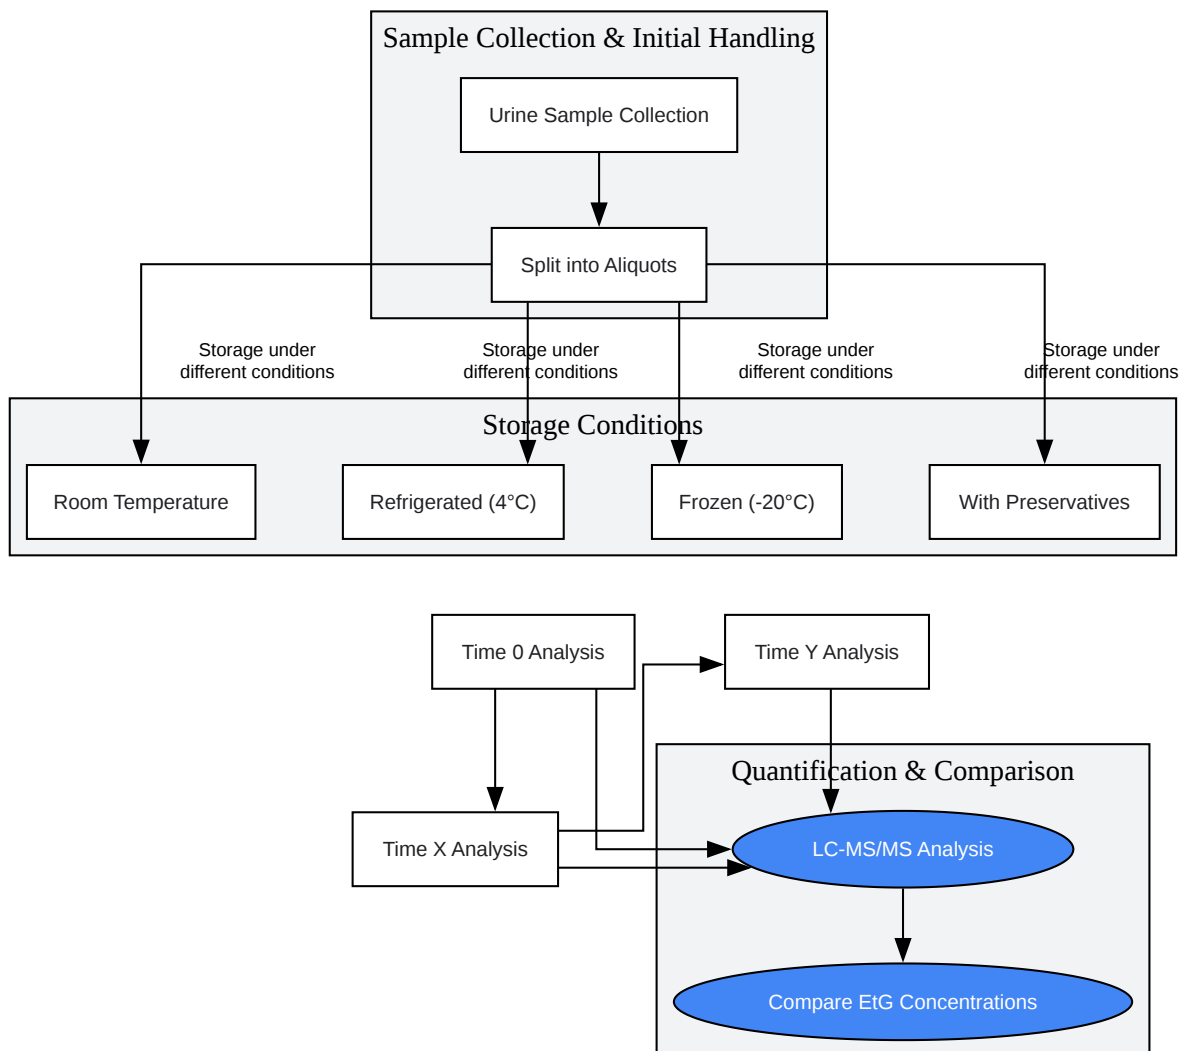 Sample Collection & Initial Handling
Urine Sample Collection
Split into Aliquots
Storage under
different conditions
Storage under
different conditions
Storage under
different conditions
Storage under
different conditions
Storage Conditions
Room Temperature
Refrigerated (4°C)
Frozen (-20°C)
With Preservatives
Time 0 Analysis
Time Y Analysis
Quantification & Comparison
Time X Analysis
LC-MS/MS Analysis
Compare EtG Concentrations